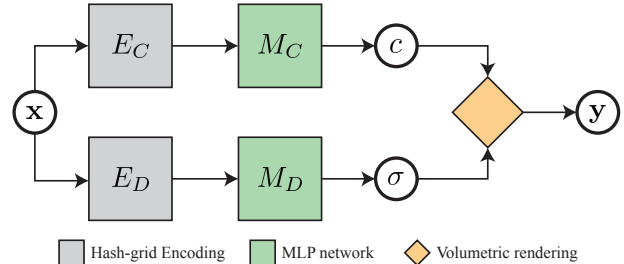 E_C M_C c
x y
E_D M_D σ
Hash-grid Encoding MLP network Volumetric rendering